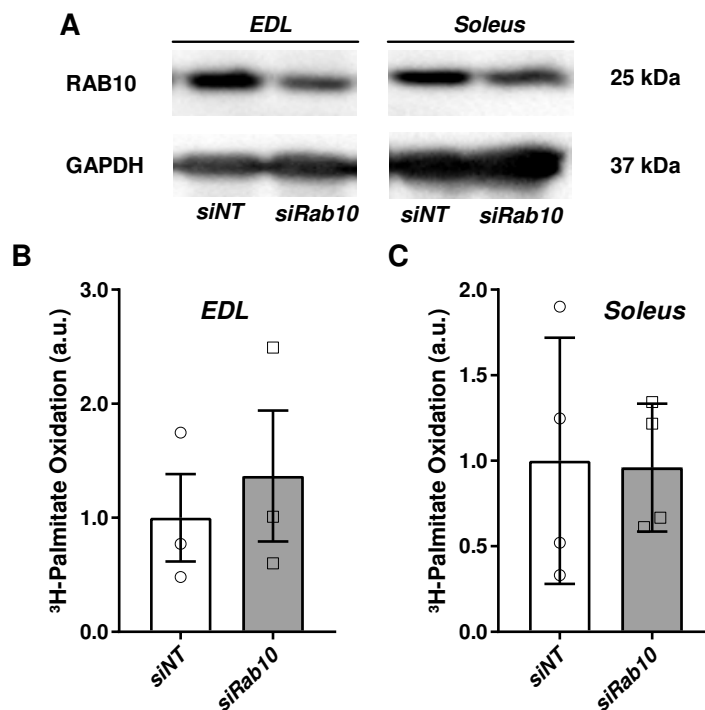 A
EDL Soleus
RAB10 25 kDa
GAPDH 37 kDa
siNT siRab10 siNT siRab10
B
EDL
³H-Palmitate Oxidation (a.u.)
3.0
2.0
1.0
0.0
siNT siRab10
C
Soleus
³H-Palmitate Oxidation (a.u.)
2.0
1.5
1.0
0.5
0.0
siNT siRab10